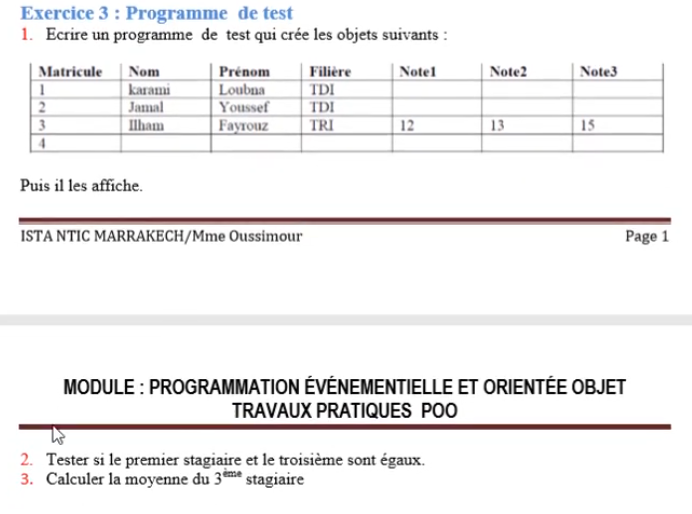 Exercice 3 : Programme de test
1. Ecrire un programme de test qui crée les objets suivants :
Matricule Nom Prénom Filière Note1 Note2 Note3
1 karami Loubna TDI
2 Jamal Youssef TDI
3 Ilham Fayrouz TRI 12 13 15
4
Puis il les affiche.
ISTA NTIC MARRAKECH/Mme Oussimour Page 1
MODULE : PROGRAMMATION ÉVÉNEMENTIELLE ET ORIENTÉE OBJET
TRAVAUX PRATIQUES POO
2. Tester si le premier stagiaire et le troisième sont égaux.
3. Calculer la moyenne du 3ème stagiaire